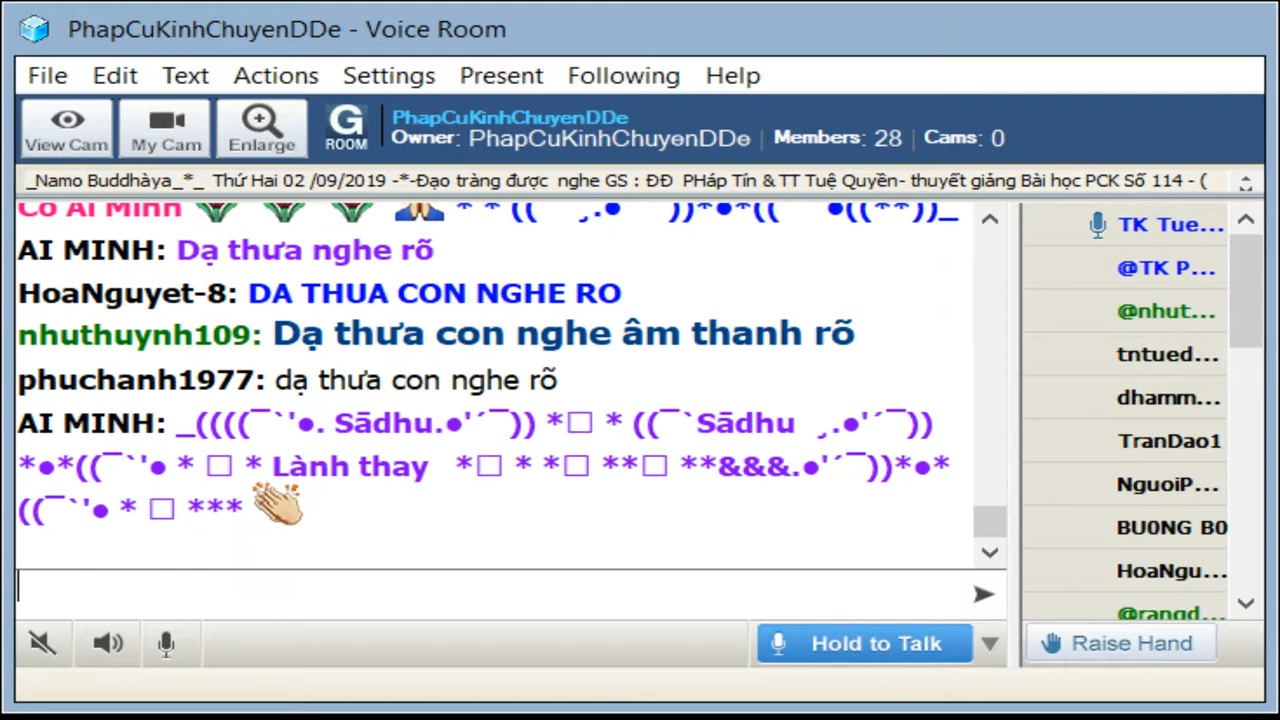 PhapCuKinhChuyenDDe - Voice Room
File Edit Text Actions Settings Present Following Help
View Cam My Cam Enlarge G ROOM
PhapCuKinhChuyenDDe
Owner: PhapCuKinhChuyenDDe | Members: 28 | Cams: 0
_Namo Buddhàya_*_ Thứ Hai 02 /09/2019 -*-Đạo tràng được nghe GS : ĐĐ PHáp Tín & TT Tuệ Quyền- thuyết giảng Bài học PCK Số 114 - (
Co Ai Minh * * (( ¸.● ))*●*(( ●((**))_
AI MINH: Dạ thưa nghe rõ
HoaNguyet-8: DA THUA CON NGHE RO
nhuthuynh109: Dạ thưa con nghe âm thanh rõ
phuchanh1977: dạ thưa con nghe rõ
AI MINH: _((((¯`'●. Sādhu.●'´¯)) *□ * ((¯`Sādhu ¸.●'´¯))
*●*((¯`'● * □ * Lành thay *□ * *□ **□ **&&&.●'´¯))*●*
((¯`'● * □ ***
TK Tue...
@TK P...
@nhut...
tntued...
dhamm...
TranDao1
NguoiP...
BU0NG B0
HoaNgu...
@rangd...
Hold to Talk
Raise Hand